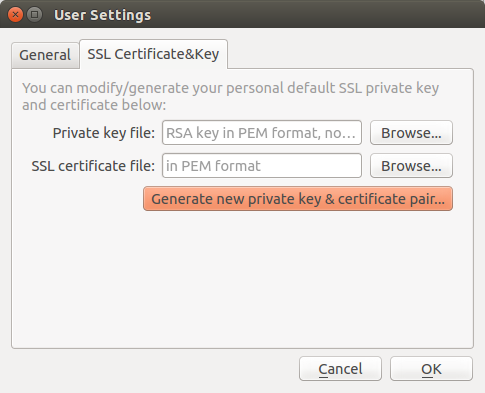 User Settings
General
SSL Certificate&Key
You can modify/generate your personal default SSL private key
and certificate below:
Private key file:
RSA key in PEM format, no...
Browse...
SSL certificate file:
in PEM format
Browse...
Generate new private key & certificate pair...
Cancel
OK